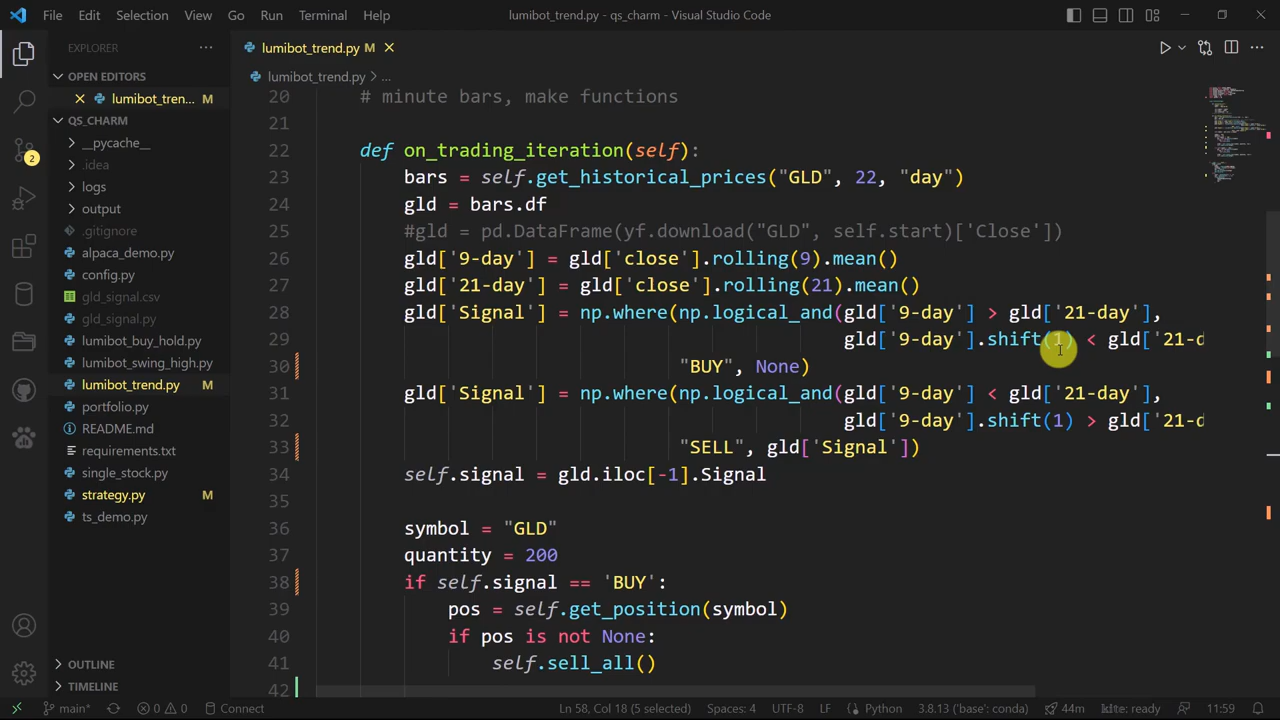 File Edit Selection View Go Run Terminal Help lumibot_trend.py - qs_charm - Visual Studio Code
EXPLORER
OPEN EDITORS
lumibot_tren... M
QS_CHARM
__pycache__
.idea
logs
output
.gitignore
alpaca_demo.py
config.py
gld_signal.csv
gld_signal.py
lumibot_buy_hold.py
lumibot_swing_high.py
lumibot_trend.py M
portfolio.py
README.md
requirements.txt
single_stock.py
strategy.py M
ts_demo.py
OUTLINE
TIMELINE
2
lumibot_trend.py M
lumibot_trend.py > ...
20 # minute bars, make functions
21
22 def on_trading_iteration(self):
23 bars = self.get_historical_prices("GLD", 22, "day")
24 gld = bars.df
25 #gld = pd.DataFrame(yf.download("GLD", self.start)['Close'])
26 gld['9-day'] = gld['close'].rolling(9).mean()
27 gld['21-day'] = gld['close'].rolling(21).mean()
28 gld['Signal'] = np.where(np.logical_and(gld['9-day'] > gld['21-day'],
29 gld['9-day'].shift(1) < gld['21-d
30 "BUY", None)
31 gld['Signal'] = np.where(np.logical_and(gld['9-day'] < gld['21-day'],
32 gld['9-day'].shift(1) > gld['21-d
33 "SELL", gld['Signal'])
34 self.signal = gld.iloc[-1].Signal
35
36 symbol = "GLD"
37 quantity = 200
38 if self.signal == 'BUY':
39 pos = self.get_position(symbol)
40 if pos is not None:
41 self.sell_all()
42
main* 0 0 Connect Ln 58, Col 18 (5 selected) Spaces: 4 UTF-8 LF Python 3.8.13 ('base': conda) 44m 11:59